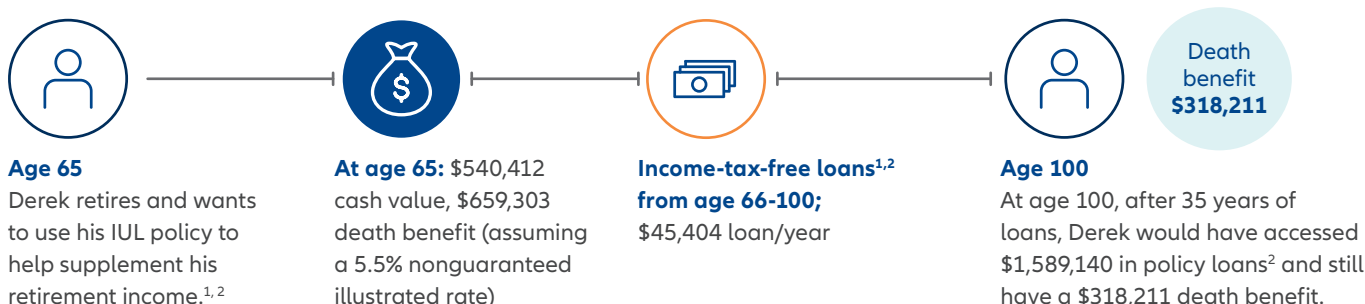 Death
benefit
$318,211
$
Age 65
Derek retires and wants
to use his IUL policy to
help supplement his
retirement income.1, 2
At age 65: $540,412
cash value, $659,303
death benefit (assuming
a 5.5% nonguaranteed
illustrated rate)
Income-tax-free loans1,2
from age 66-100;
$45,404 loan/year
Age 100
At age 100, after 35 years of
loans, Derek would have accessed
$1,589,140 in policy loans2 and still
have a $318,211 death benefit.